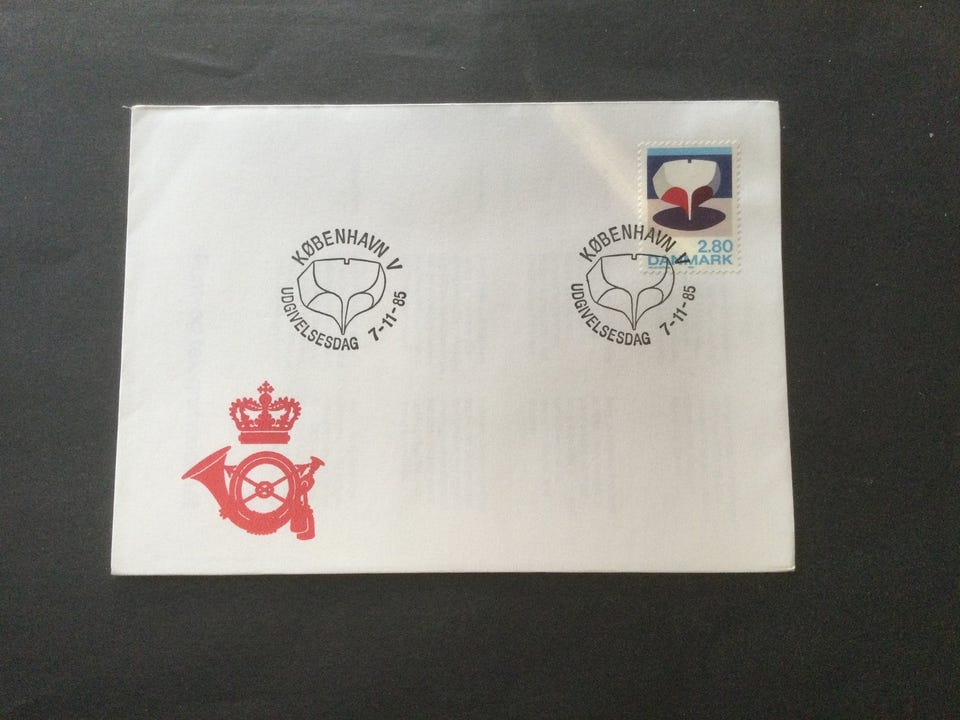 2.80
DANMARK
KØBENHAVN V
UDGIVELSESDAG 7-11-85
KØBENHAVN V
UDGIVELSESDAG 7-11-85